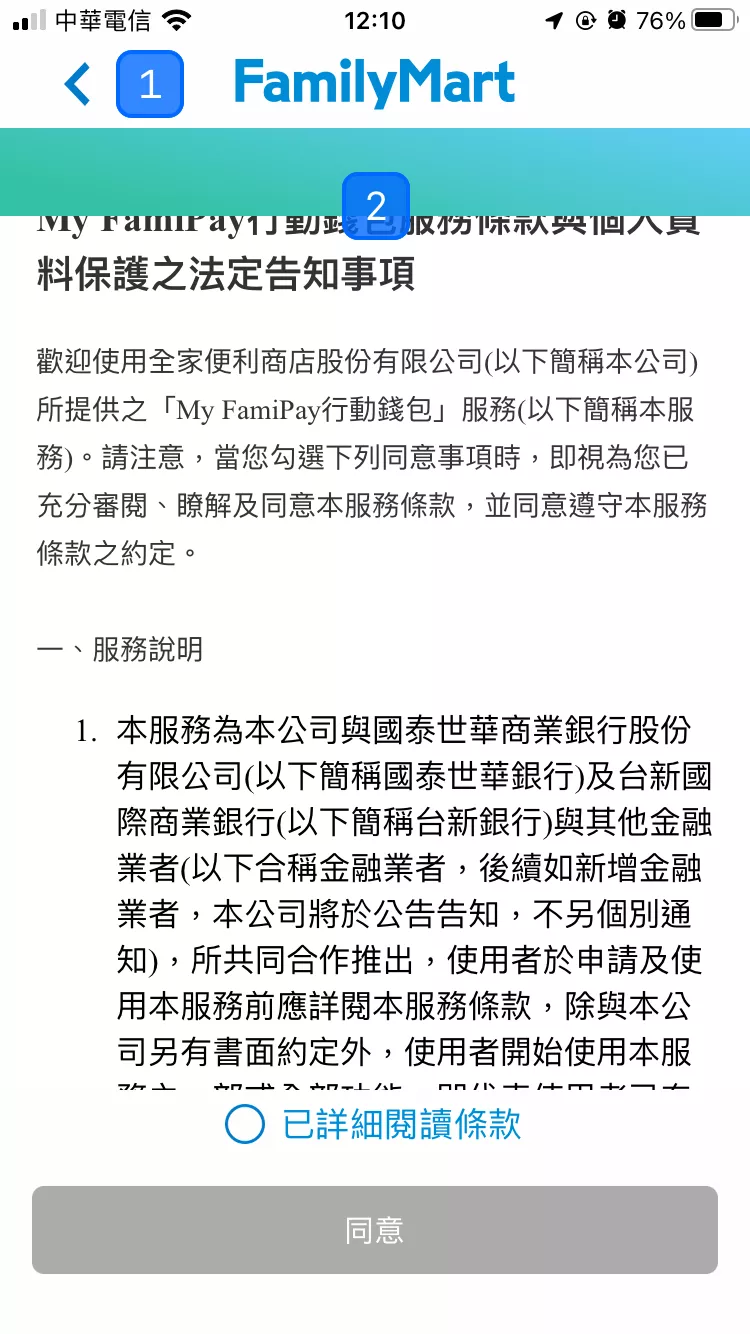 中華電信 12:10 76%
1 FamilyMart
2
My FamiPay行動錢包服務條款與個人資
料保護之法定告知事項
歡迎使用全家便利商店股份有限公司(以下簡稱本公司)
所提供之「My FamiPay行動錢包」服務(以下簡稱本服
務)。請注意，當您勾選下列同意事項時，即視為您已
充分審閱、瞭解及同意本服務條款，並同意遵守本服務
條款之約定。
一、服務說明
1. 本服務為本公司與國泰世華商業銀行股份
有限公司(以下簡稱國泰世華銀行)及台新國
際商業銀行(以下簡稱台新銀行)與其他金融
業者(以下合稱金融業者，後續如新增金融
業者，本公司將於公告告知，不另個別通
知)，所共同合作推出，使用者於申請及使
用本服務前應詳閱本服務條款，除與本公
司另有書面約定外，使用者開始使用本服
已詳細閱讀條款
同意